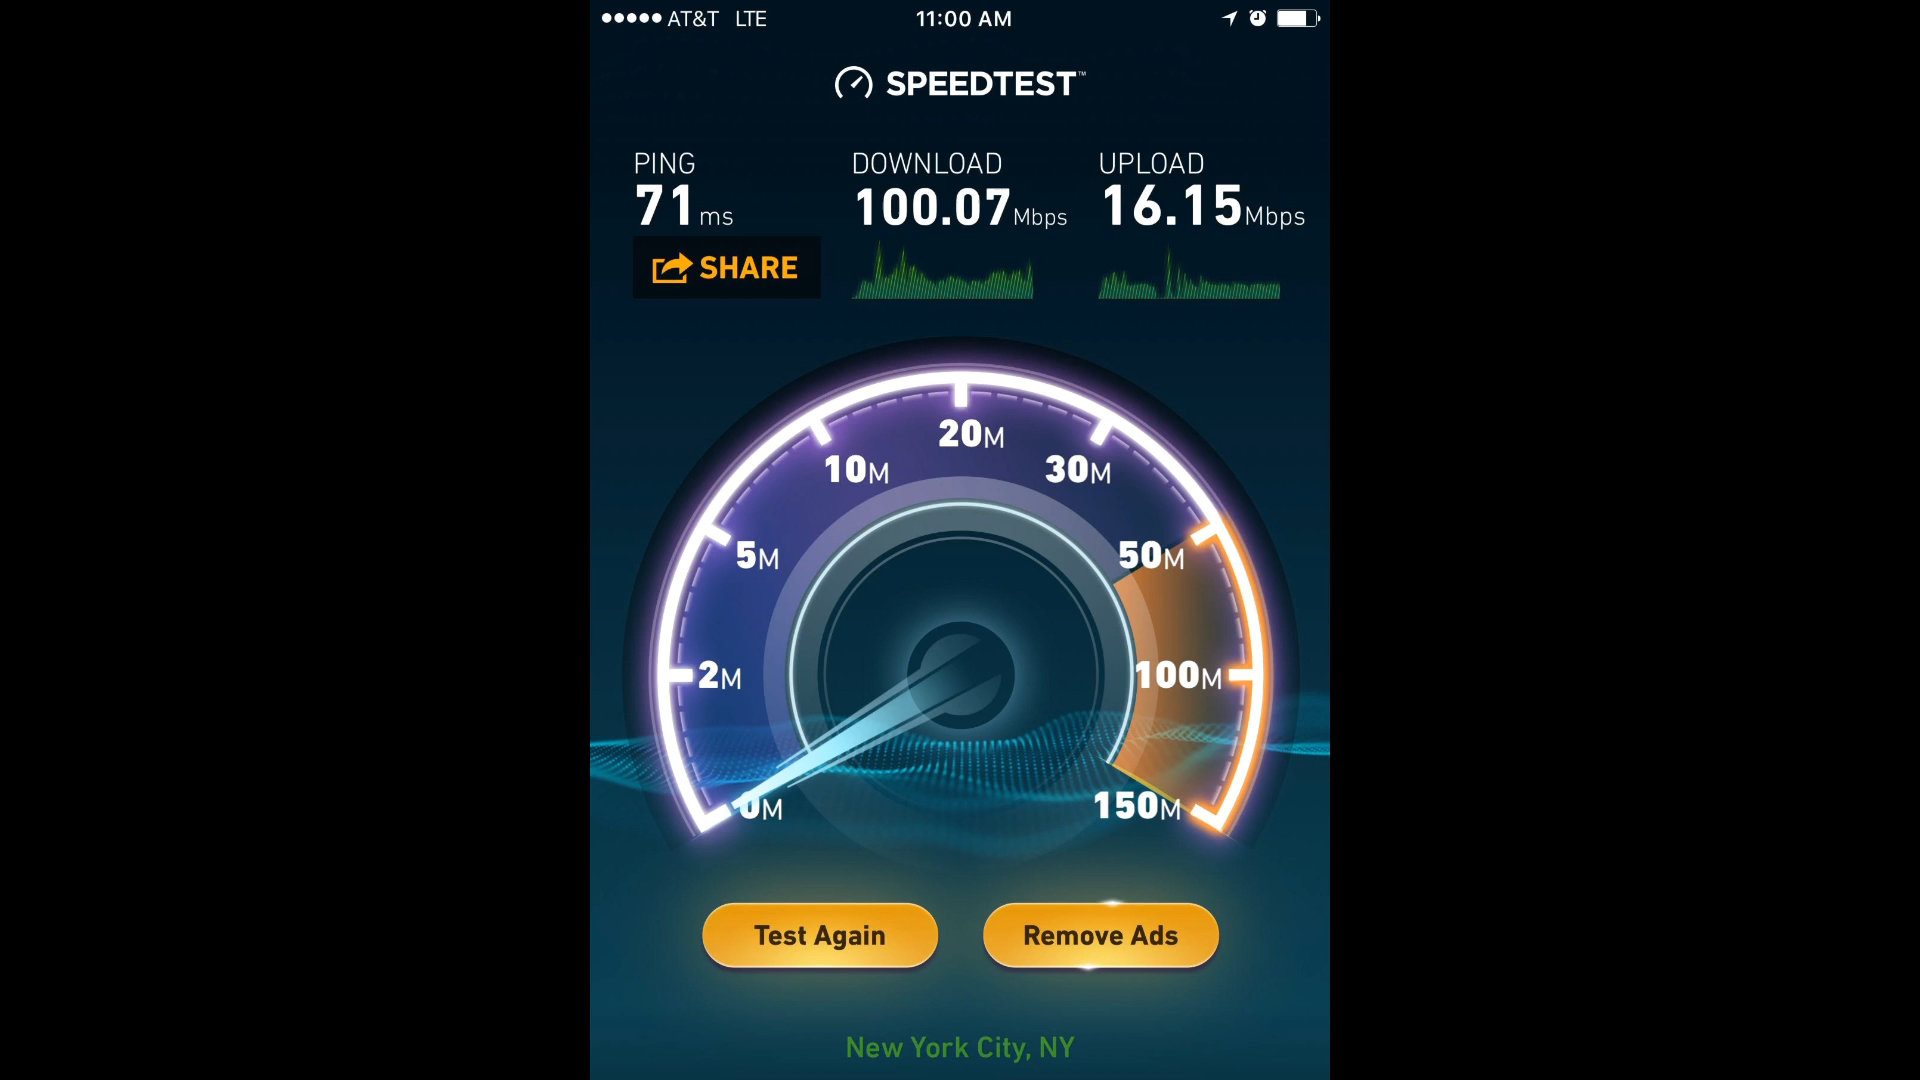 AT&T LTE 11:00 AM
SPEEDTEST™
PING DOWNLOAD UPLOAD
71 ms 100.07 Mbps 16.15 Mbps
SHARE
20M
10M 30M
5M 50M
2M 100M
0M 150M
Test Again Remove Ads
New York City, NY